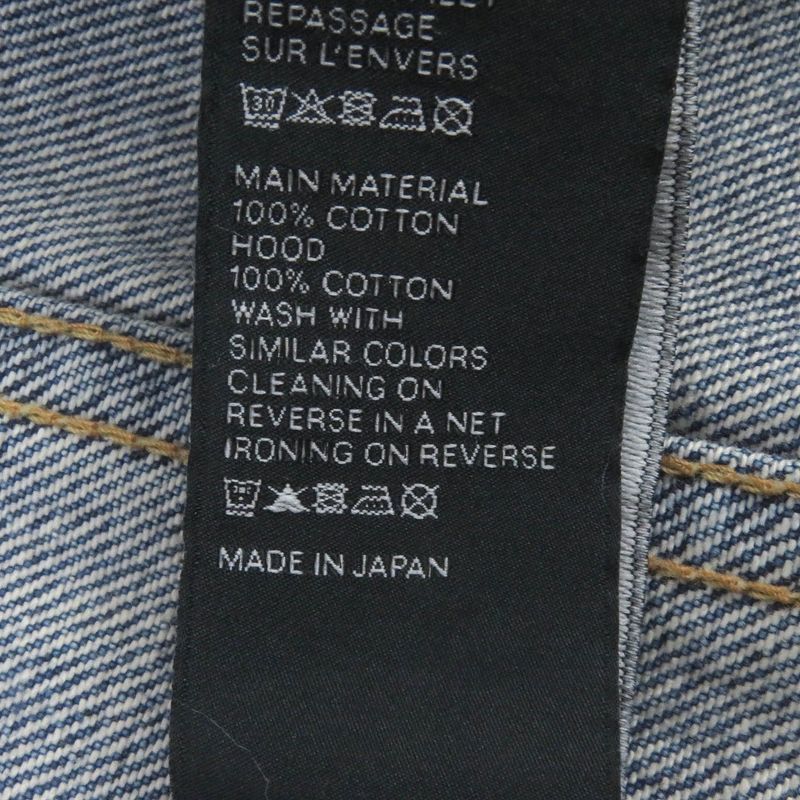 REPASSAGE
SUR L'ENVERS
30
MAIN MATERIAL
100% COTTON
HOOD
100% COTTON
WASH WITH
SIMILAR COLORS
CLEANING ON
REVERSE IN A NET
IRONING ON REVERSE
MADE IN JAPAN